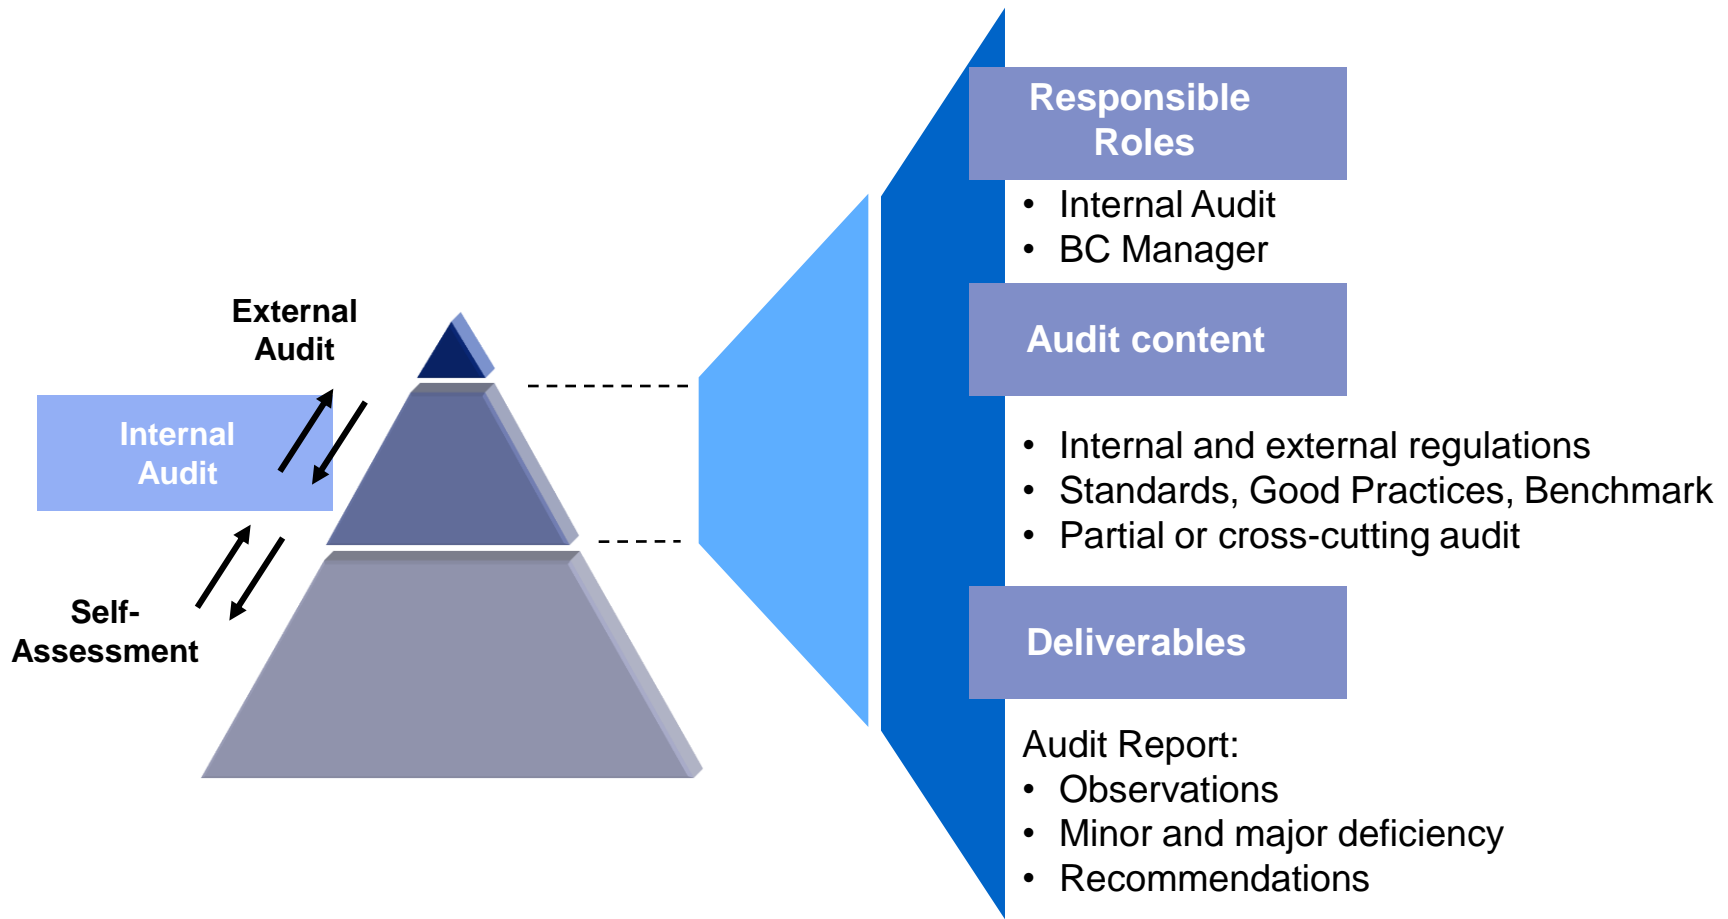 External
Audit
Internal
Audit
Self-
Assessment
Responsible
Roles
• Internal Audit
• BC Manager
Audit content
• Internal and external regulations
• Standards, Good Practices, Benchmark
• Partial or cross-cutting audit
Deliverables
Audit Report:
• Observations
• Minor and major deficiency
• Recommendations